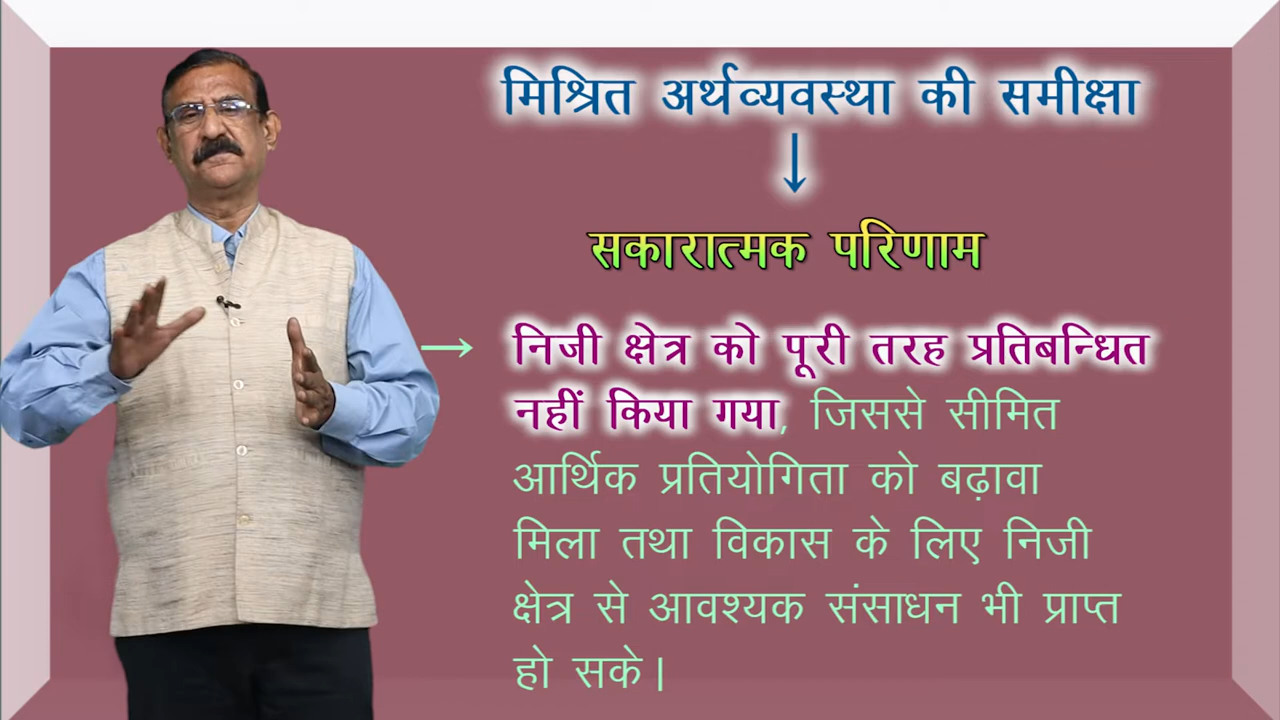 मिश्रित अर्थव्यवस्था की समीक्षा
↓
सकारात्मक परिणाम
→ निजी क्षेत्र को पूरी तरह प्रतिबन्धित
नहीं किया गया, जिससे सीमित
आर्थिक प्रतियोगिता को बढ़ावा
मिला तथा विकास के लिए निजी
क्षेत्र से आवश्यक संसाधन भी प्राप्त
हो सके।